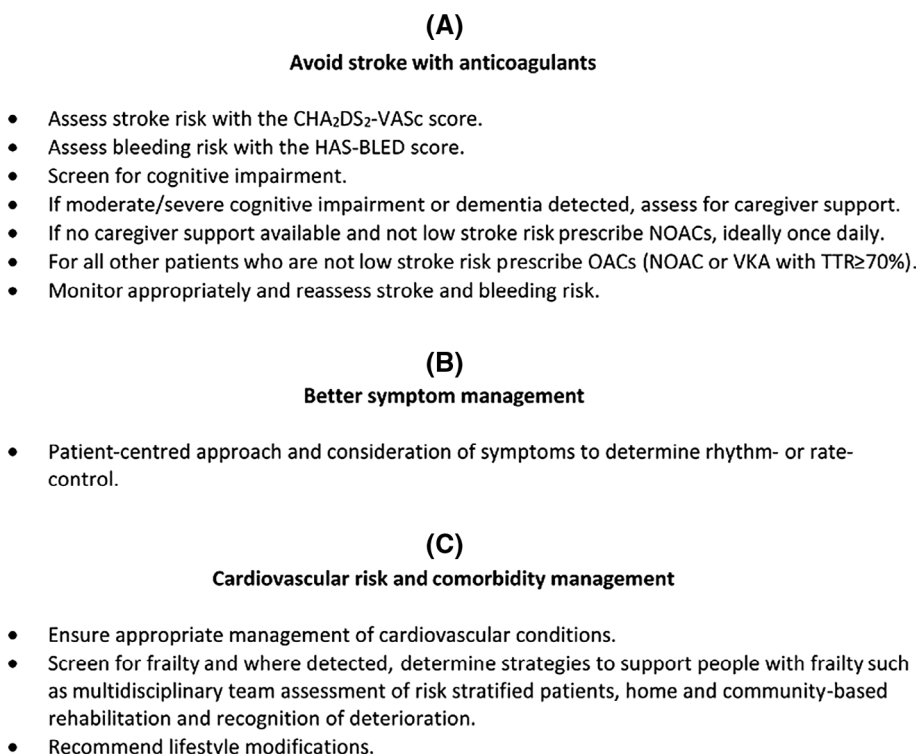 (A)
Avoid stroke with anticoagulants
• Assess stroke risk with the CHA₂DS₂-VASc score.
• Assess bleeding risk with the HAS-BLED score.
• Screen for cognitive impairment.
• If moderate/severe cognitive impairment or dementia detected, assess for caregiver support.
• If no caregiver support available and not low stroke risk prescribe NOACs, ideally once daily.
• For all other patients who are not low stroke risk prescribe OACs (NOAC or VKA with TTR≥70%).
• Monitor appropriately and reassess stroke and bleeding risk.
(B)
Better symptom management
• Patient-centred approach and consideration of symptoms to determine rhythm- or rate-
control.
(C)
Cardiovascular risk and comorbidity management
• Ensure appropriate management of cardiovascular conditions.
• Screen for frailty and where detected, determine strategies to support people with frailty such
as multidisciplinary team assessment of risk stratified patients, home and community-based
rehabilitation and recognition of deterioration.
• Recommend lifestyle modifications.